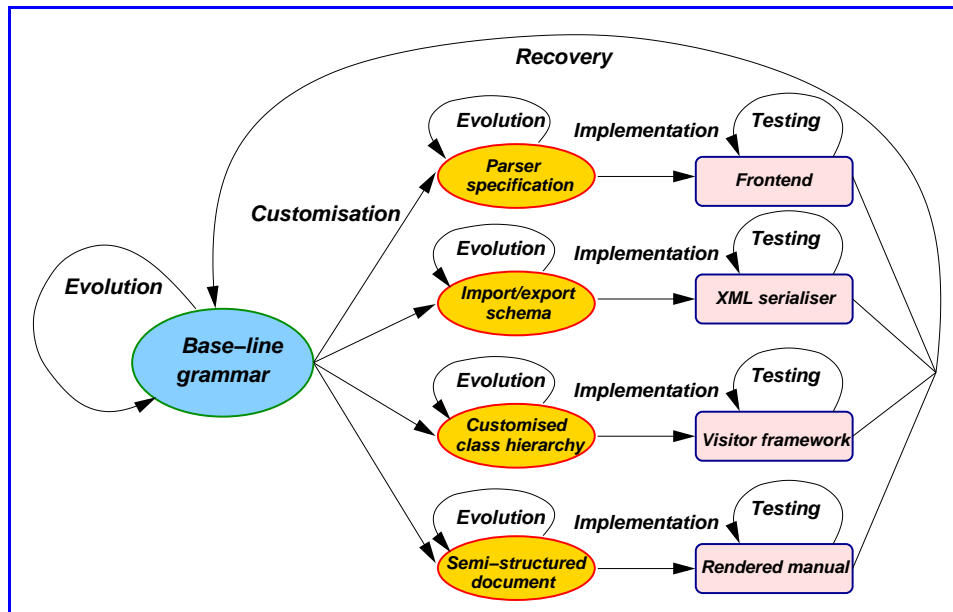 Recovery
Evolution
Implementation
Testing
Parser
specification
Frontend
Customisation
Evolution
Implementation
Testing
Evolution
Import/export
schema
XML serialiser
Base–line
grammar
Evolution
Implementation
Testing
Customised
class hierarchy
Visitor framework
Evolution
Implementation
Testing
Semi–structured
document
Rendered manual